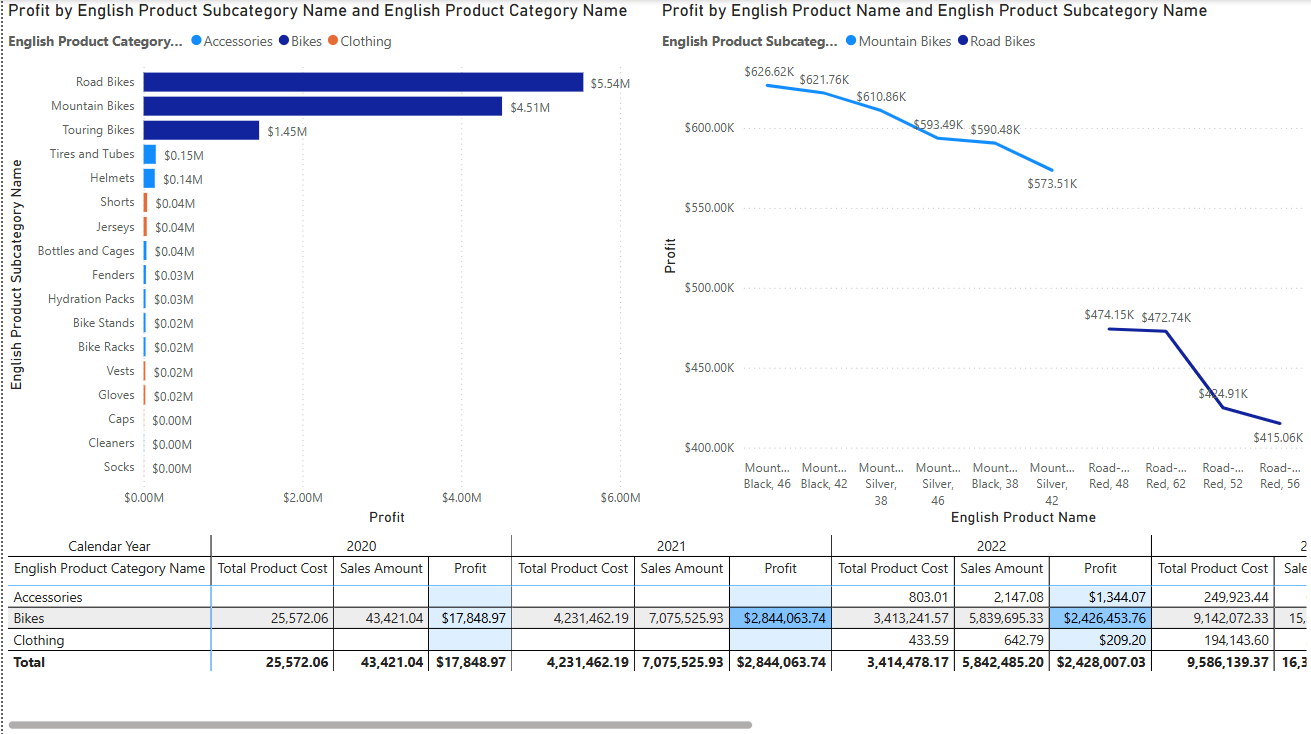 Profit by English Product Subcategory Name and English Product Category Name
English Product Category... Accessories Bikes Clothing
English Product Subcategory Name
Road Bikes $5.54M
Mountain Bikes $4.51M
Touring Bikes $1.45M
Tires and Tubes $0.15M
Helmets $0.14M
Shorts $0.04M
Jerseys $0.04M
Bottles and Cages $0.04M
Fenders $0.03M
Hydration Packs $0.03M
Bike Stands $0.02M
Bike Racks $0.02M
Vests $0.02M
Gloves $0.02M
Caps $0.00M
Cleaners $0.00M
Socks $0.00M
$0.00M $2.00M $4.00M $6.00M
Profit
Profit by English Product Name and English Product Subcategory Name
English Product Subcateg... Mountain Bikes Road Bikes
Profit
$626.62K $621.76K $610.86K $593.49K $590.48K $573.51K $474.15K $472.74K $424.91K $415.06K
$600.00K
$550.00K
$500.00K
$450.00K
$400.00K
Mount... Mount... Mount... Mount... Mount... Mount... Road-... Road-... Road-... Road-...
Black, 46 Black, 42 Silver, Silver, Black, 38 Silver, Red, 48 Red, 62 Red, 52 Red, 56
38 46 42
English Product Name
Calendar Year 2020 2021 2022 2
English Product Category Name Total Product Cost Sales Amount Profit Total Product Cost Sales Amount Profit Total Product Cost Sales Amount Profit Total Product Cost Sale
Accessories 803.01 2,147.08 $1,344.07 249,923.44
Bikes 25,572.06 43,421.04 $17,848.97 4,231,462.19 7,075,525.93 $2,844,063.74 3,413,241.57 5,839,695.33 $2,426,453.76 9,142,072.33 15,
Clothing 433.59 642.79 $209.20 194,143.60
Total 25,572.06 43,421.04 $17,848.97 4,231,462.19 7,075,525.93 $2,844,063.74 3,414,478.17 5,842,485.20 $2,428,007.03 9,586,139.37 16,3